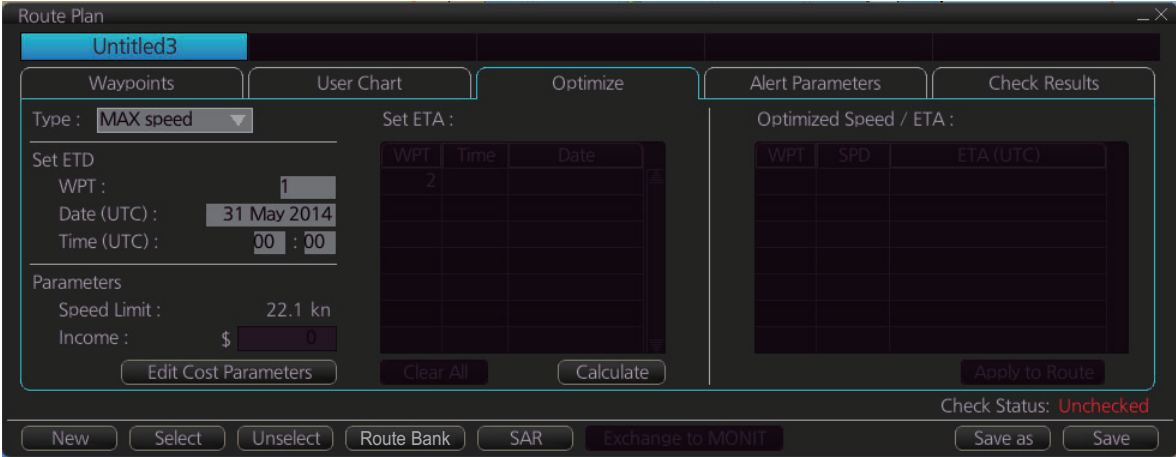 Route Plan
Untitled3
Waypoints User Chart Optimize Alert Parameters Check Results
Type : MAX speed Set ETA : Optimized Speed / ETA :
Set ETD WPT Time Date WPT SPD ETA (UTC)
WPT : 1 2
Date (UTC) : 31 May 2014
Time (UTC) : 00 : 00
Parameters
Speed Limit : 22.1 kn
Income : $ 0
Edit Cost Parameters Clear All Calculate Apply to Route
Check Status: Unchecked
New Select Unselect Route Bank SAR Exchange to MONIT Save as Save